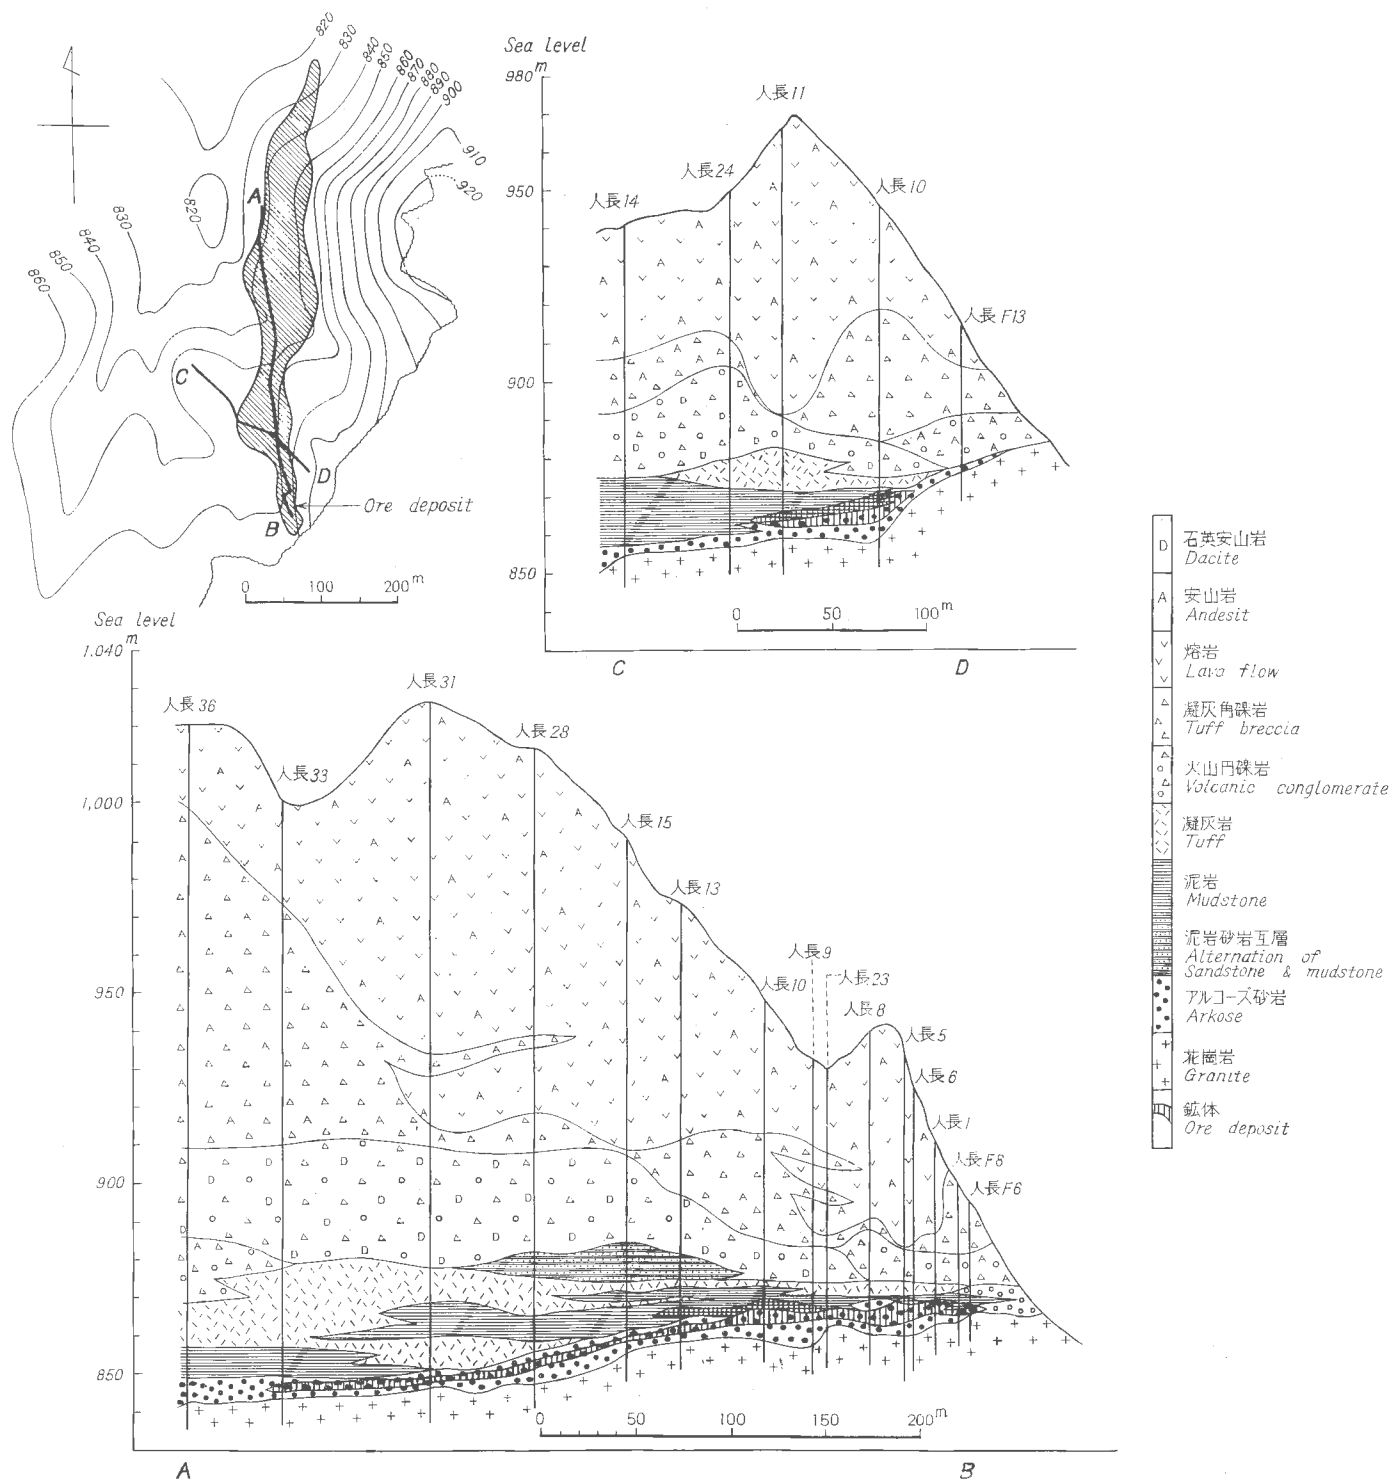 820
830
840
850
860
870
880
890
900
910
920
A
820
830
840
850
860
C
D
Ore deposit
B
0 100 200m
Sea level
m
980
950
900
850
人長11
人長24
人長10
人長14
人長F13
0 50 100m
C D
Sea level
m
1,040
1,000
950
900
850
人長36
人長31
人長33
人長28
人長15
人長13
人長9
人長10
人長23
人長8
人長5
人長6
人長1
人長F8
人長F6
0 50 100 150 200m
A B
D 石英安山岩
Dacite
A 安山岩
Andesit
熔岩
Lava flow
凝灰角礫岩
Tuff breccia
火山円礫岩
Volcanic conglomerate
凝灰岩
Tuff
泥岩
Mudstone
泥岩砂岩互層
Alternation of
Sandstone & mudstone
アルコーズ砂岩
Arkose
花崗岩
Granite
鉱体
Ore deposit